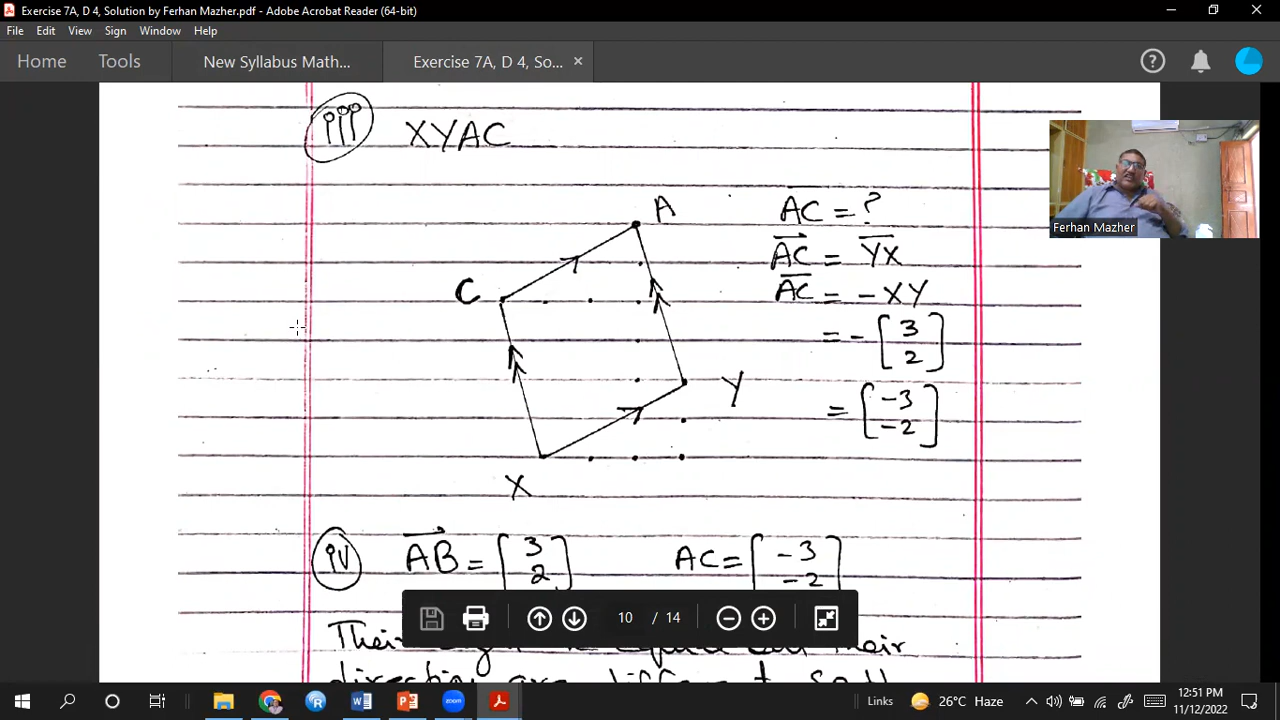 Exercise 7A, D 4, Solution by Ferhan Mazher.pdf - Adobe Acrobat Reader (64-bit)
File Edit View Sign Window Help
Home Tools New Syllabus Math... Exercise 7A, D 4, So...
iii XYAC
A
AC = ?
AC = YX
C
AC = - XY
= - [3 2]
Y
= [-3 -2]
X
Ferhan Mazher
iv AB = [3 2] AC = [-3 -2]
10 / 14
Their
Links 26°C Haze 12:51 PM
11/12/2022